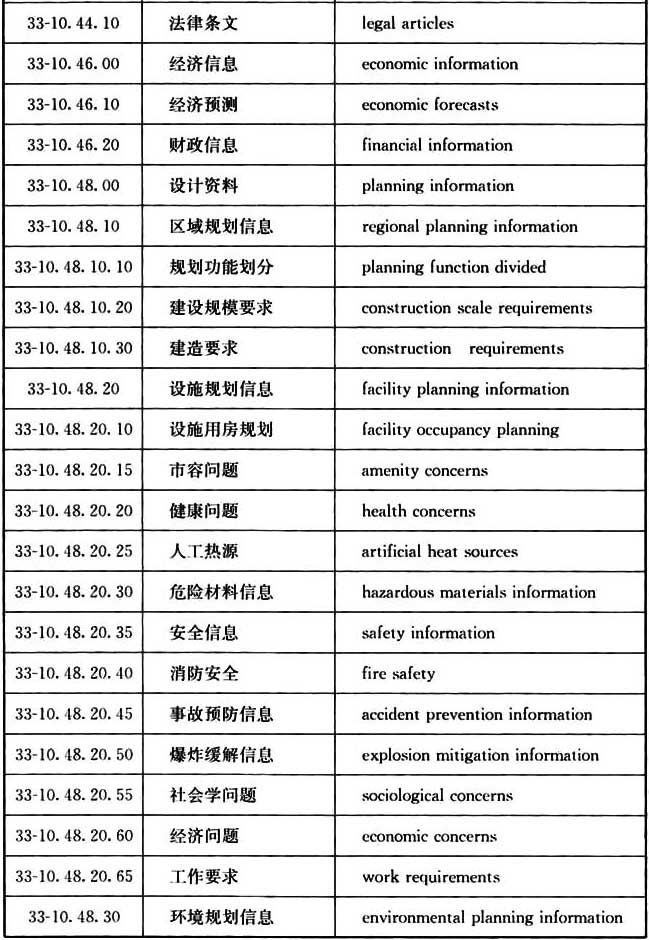 33-10.44.10 法律条文 legal articles
33-10.46.00 经济信息 economic information
33-10.46.10 经济预测 economic forecasts
33-10.46.20 财政信息 financial information
33-10.48.00 设计资料 planning information
33-10.48.10 区域规划信息 regional planning information
33-10.48.10.10 规划功能划分 planning function divided
33-10.48.10.20 建设规模要求 construction scale requirements
33-10.48.10.30 建造要求 construction requirements
33-10.48.20 设施规划信息 facility planning information
33-10.48.20.10 设施用房规划 facility occupancy planning
33-10.48.20.15 市容问题 amenity concerns
33-10.48.20.20 健康问题 health concerns
33-10.48.20.25 人工热源 artificial heat sources
33-10.48.20.30 危险材料信息 hazardous materials information
33-10.48.20.35 安全信息 safety information
33-10.48.20.40 消防安全 fire safety
33-10.48.20.45 事故预防信息 accident prevention information
33-10.48.20.50 爆炸缓解信息 explosion mitigation information
33-10.48.20.55 社会学问题 sociological concerns
33-10.48.20.60 经济问题 economic concerns
33-10.48.20.65 工作要求 work requirements
33-10.48.30 环境规划信息 environmental planning information